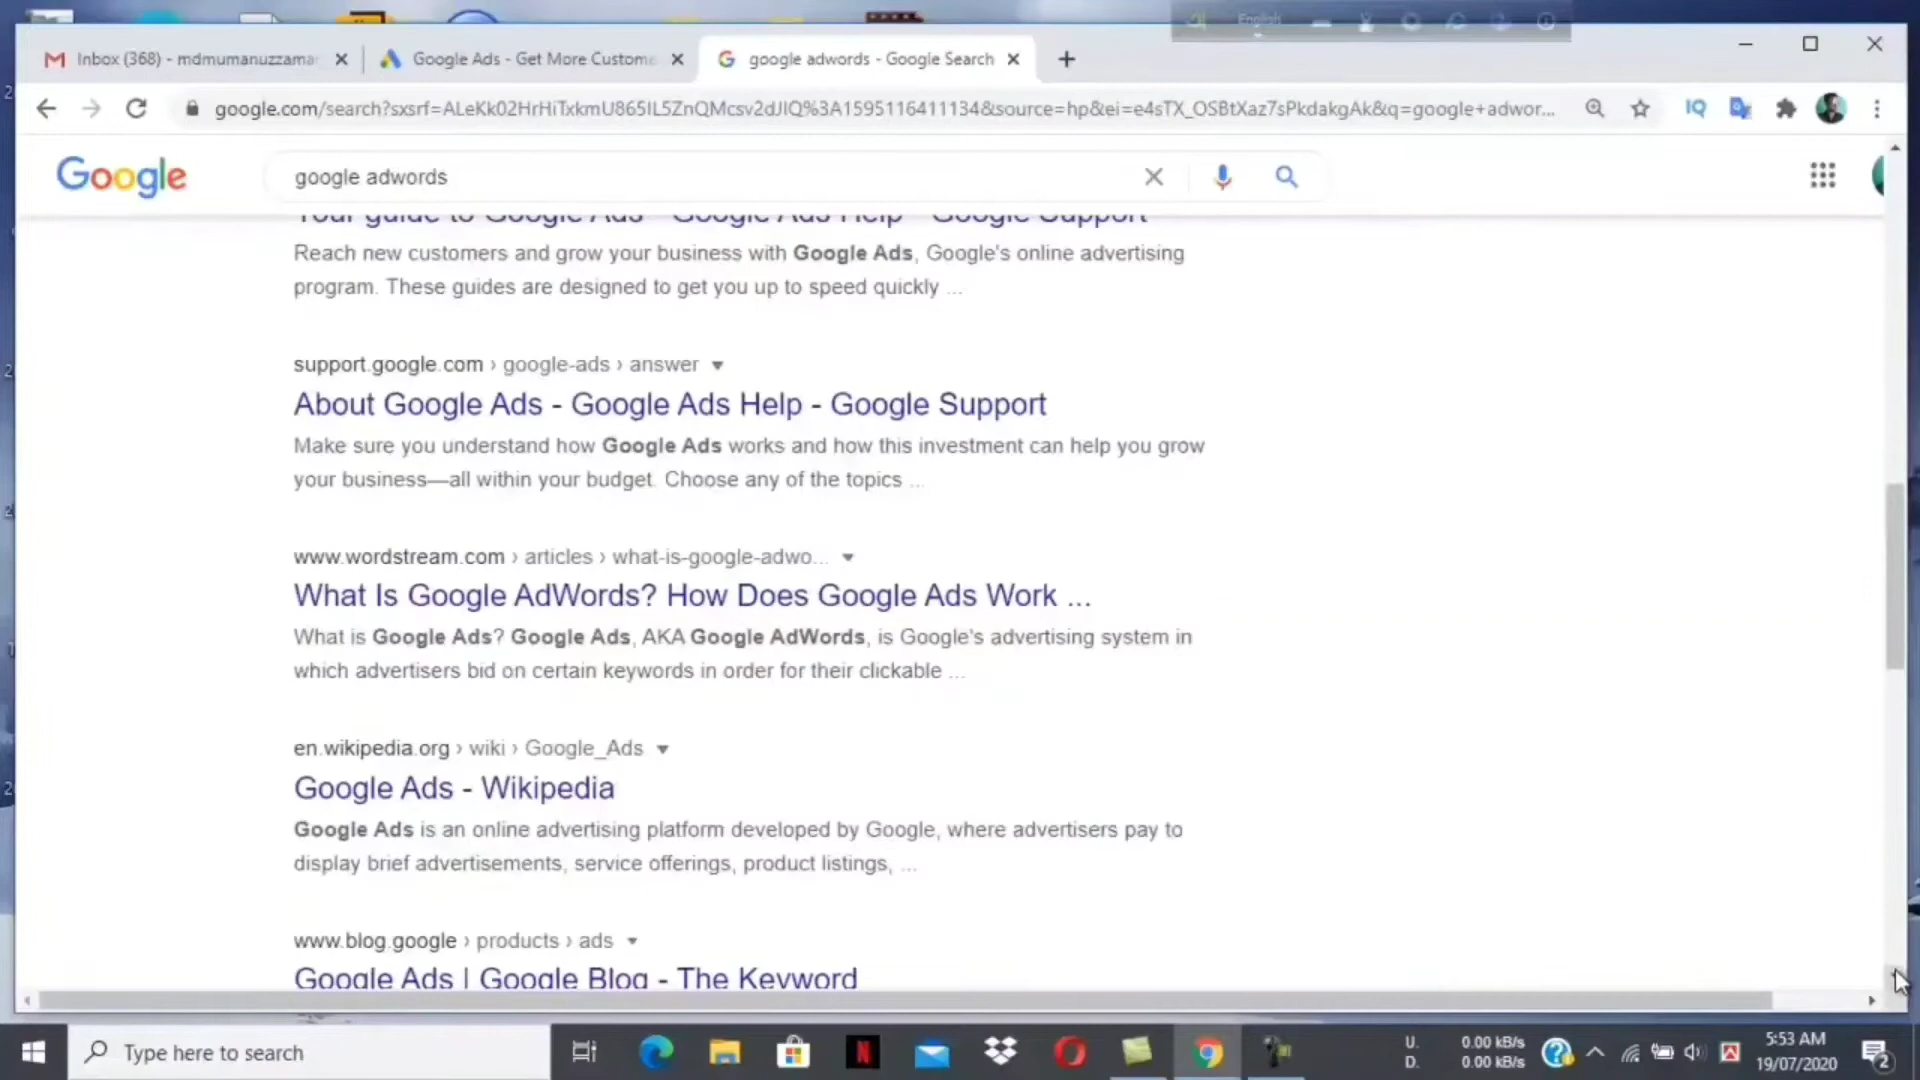 English
Inbox (368) - mdmumanuzzama
Google Ads - Get More Custome
google adwords - Google Search
google.com/search?sxsrf=ALeKk02HrHiTxkmU865IL5ZnQMcsv2dJIQ%3A1595116411134&source=hp&ei=e4sTX_OSBtXaz7sPkdakgAk&q=google+adwor...
Google
google adwords
Your guide to Google Ads - Google Ads Help - Google Support
Reach new customers and grow your business with Google Ads, Google's online advertising
program. These guides are designed to get you up to speed quickly ...
support.google.com › google-ads › answer
About Google Ads - Google Ads Help - Google Support
Make sure you understand how Google Ads works and how this investment can help you grow
your business—all within your budget. Choose any of the topics ...
www.wordstream.com › articles › what-is-google-adwo...
What Is Google AdWords? How Does Google Ads Work ...
What is Google Ads? Google Ads, AKA Google AdWords, is Google's advertising system in
which advertisers bid on certain keywords in order for their clickable ...
en.wikipedia.org › wiki › Google_Ads
Google Ads - Wikipedia
Google Ads is an online advertising platform developed by Google, where advertisers pay to
display brief advertisements, service offerings, product listings, ...
www.blog.google › products › ads
Google Ads | Google Blog - The Keyword
Type here to search
U. 0.00 kB/s
D. 0.00 kB/s
5:53 AM
19/07/2020
2